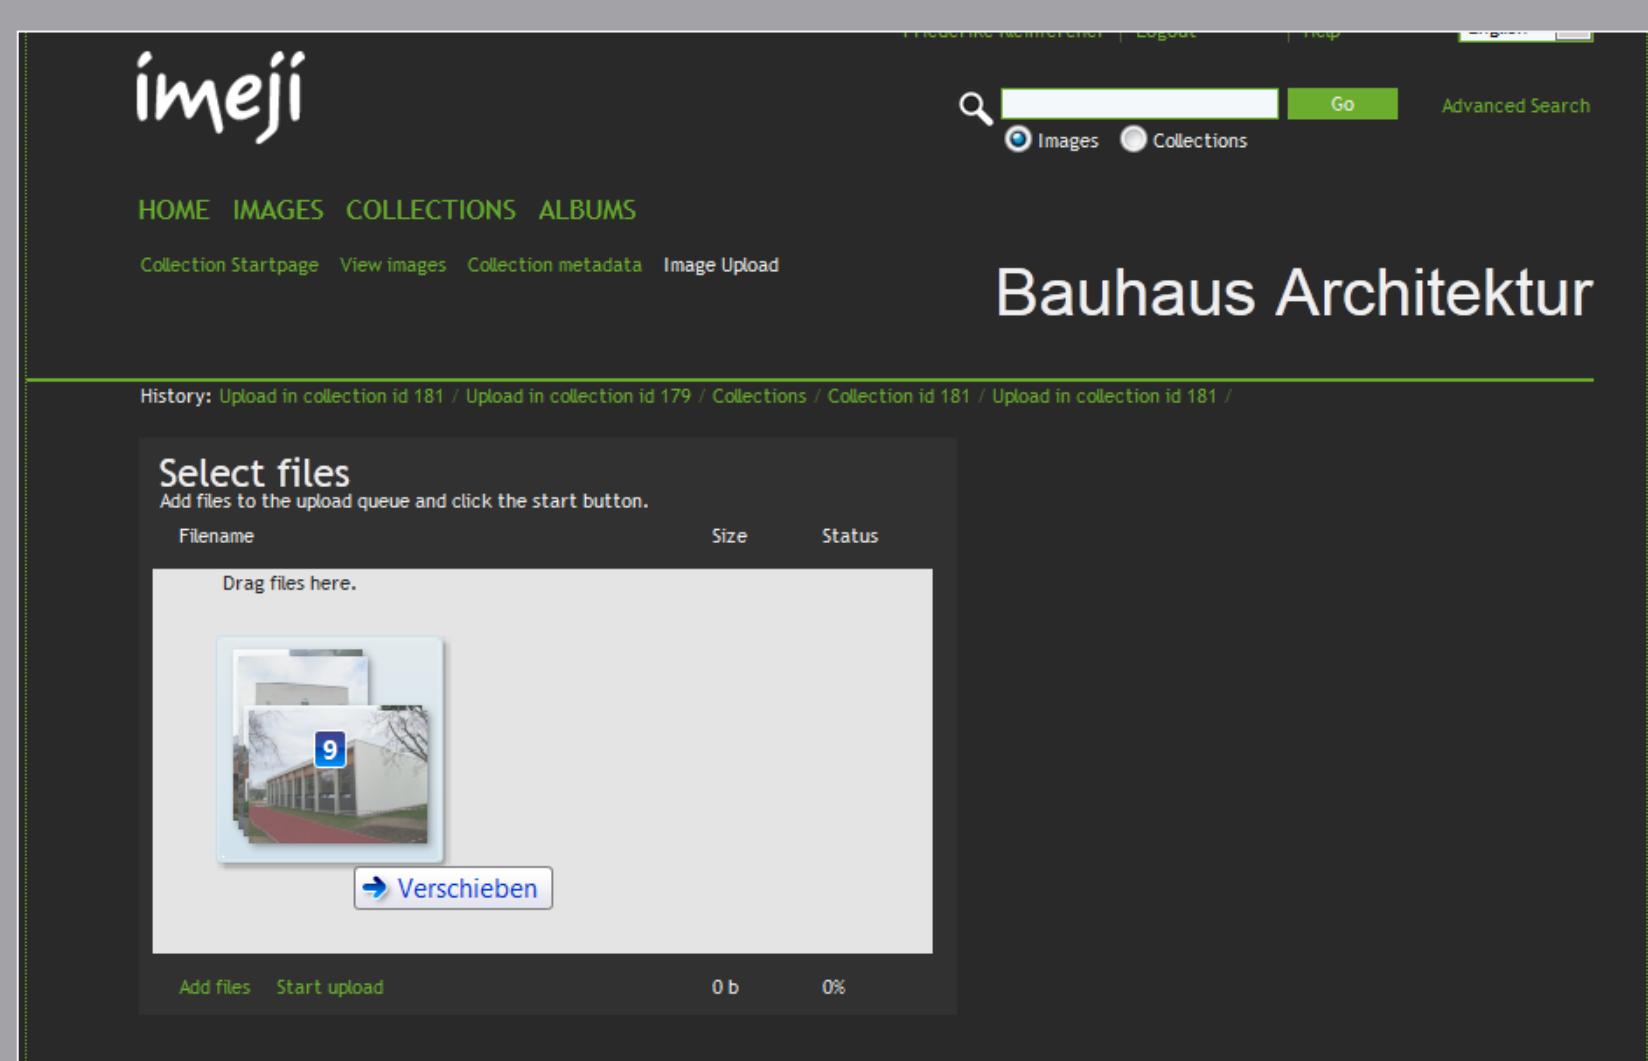 Logout | Help English
imeji
Go Advanced Search
Images Collections
HOME IMAGES COLLECTIONS ALBUMS
Collection Startpage View images Collection metadata Image Upload
Bauhaus Architektur
History: Upload in collection id 181 / Upload in collection id 179 / Collections / Collection id 181 / Upload in collection id 181 /
Select files
Add files to the upload queue and click the start button.
Filename Size Status
Drag files here.
9
Verschieben
Add files Start upload 0 b 0%